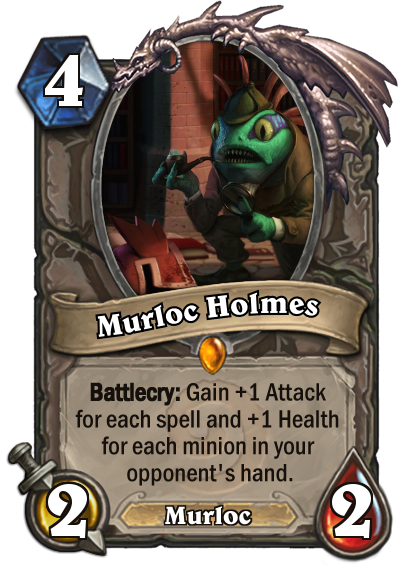 4
Murloc Holmes
Battlecry: Gain +1 Attack
for each spell and +1 Health
for each minion in your
opponent's hand.
2
Murloc
2